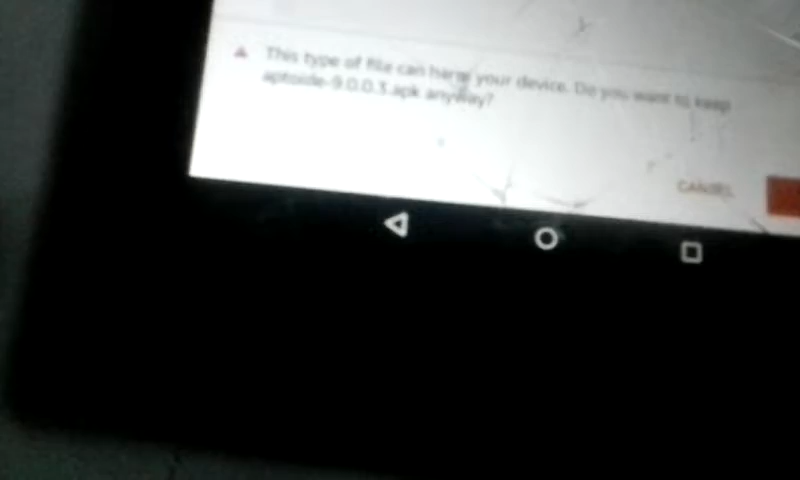 This type of file can harm your device. Do you want to keep
aptoide-9.0.0.3.apk anyway?
CANCEL